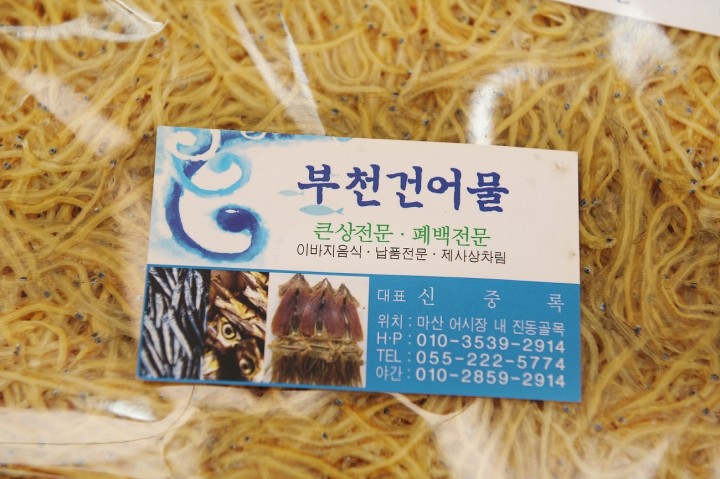 부천건어물
큰상전문 · 폐백전문
이바지음식 · 납품전문 · 제사상차림
대표 신 중 록
위치 : 마산 어시장 내 진동골목
H·P : 010-3539-2914
TEL : 055-222-5774
야간 : 010-2859-2914